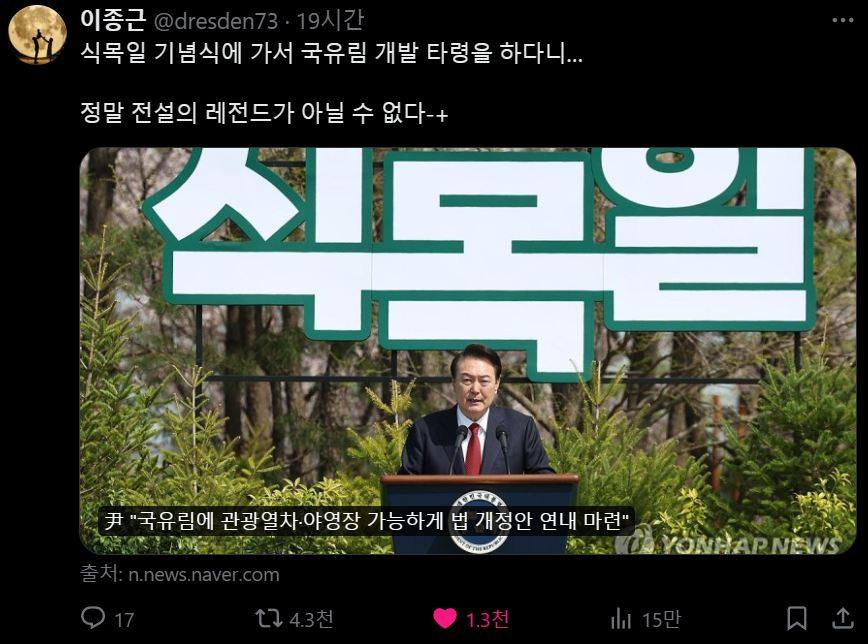 이종근 @dresden73 · 19시간
식목일 기념식에 가서 국유림 개발 타령을 하다니...
정말 전설의 레전드가 아닐 수 없다-+
식목일
尹 "국유림에 관광열차·야영장 가능하게 법 개정안 연내 마련"
YONHAP NEWS
출처: n.news.naver.com
17 4.3천 1.3천 15만